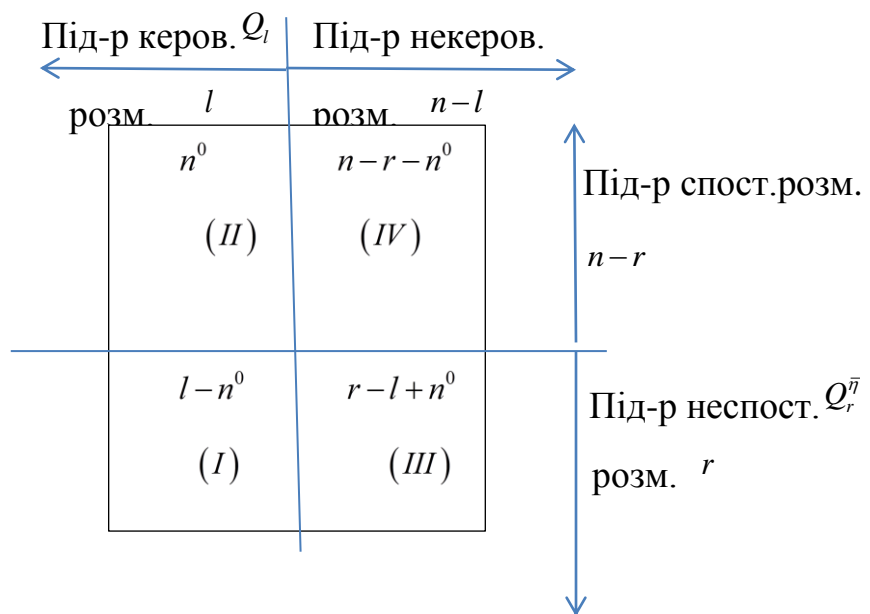 Під-р керов. Q_l Під-р некеров.
розм. l розм. n−l
n^0 n−r−n^0
(II) (IV)
Під-р спост.розм.
n−r
l−n^0 r−l+n^0
(I) (III)
Під-р неспост. Q_r^{\bar{η}}
розм. r